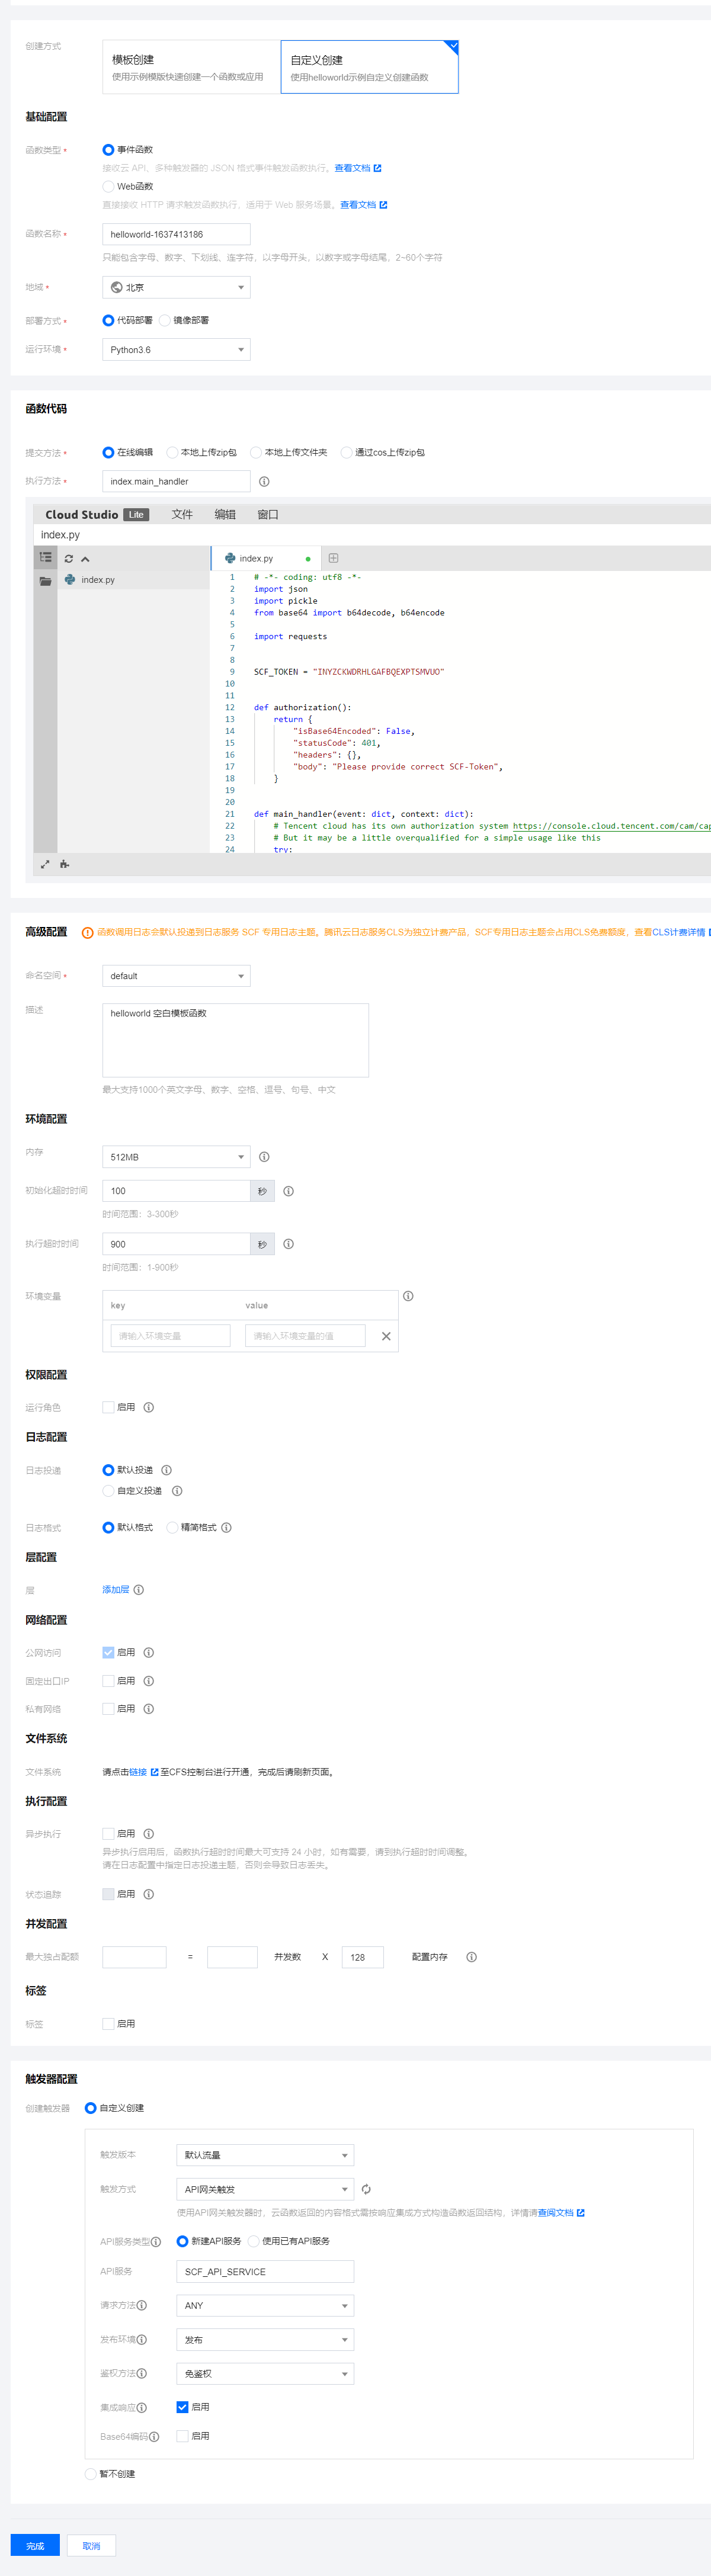 创建方式
模板创建
使用示例模版快速创建一个函数或应用
自定义创建
使用helloworld示例自定义创建函数
基础配置
函数类型 *
事件函数
接收云 API、多种触发器的 JSON 格式事件触发函数执行。查看文档
Web函数
直接接收 HTTP 请求触发函数执行，适用于 Web 服务场景。查看文档
函数名称 *
helloworld-1637413186
只能包含字母、数字、下划线、连字符，以字母开头，以数字或字母结尾，2~60个字符
地域 *
北京
部署方式 *
代码部署 镜像部署
运行环境 *
Python3.6
函数代码
提交方法 *
在线编辑 本地上传zip包 本地上传文件夹 通过cos上传zip包
执行方法 *
index.main_handler
Cloud Studio Lite 文件 编辑 窗口
index.py
index.py
index.py
1 # -*- coding: utf8 -*-
2 import json
3 import pickle
4 from base64 import b64decode, b64encode
5
6 import requests
7
8
9 SCF_TOKEN = "INYZCKWDRHLGAFBQEXPTSMVUO"
10
11
12 def authorization():
13 return {
14 "isBase64Encoded": False,
15 "statusCode": 401,
16 "headers": {},
17 "body": "Please provide correct SCF-Token",
18 }
19
20
21 def main_handler(event: dict, context: dict):
22 # Tencent cloud has its own authorization system https://console.cloud.tencent.com/cam/cap
23 # But it may be a little overqualified for a simple usage like this
24 try:
高级配置
函数调用日志会默认投递到日志服务 SCF 专用日志主题。腾讯云日志服务CLS为独立计费产品，SCF专用日志主题会占用CLS免费额度，查看CLS计费详情
命名空间 *
default
描述
helloworld 空白模板函数
最大支持1000个英文字母、数字、空格、逗号、句号、中文
环境配置
内存
512MB
初始化超时时间
100 秒
时间范围：3-300秒
执行超时时间
900 秒
时间范围：1-900秒
环境变量
key value
请输入环境变量 请输入环境变量的值
权限配置
运行角色
启用
日志配置
日志投递
默认投递
自定义投递
日志格式
默认格式 精简格式
层配置
层
添加层
网络配置
公网访问
启用
固定出口IP
启用
私有网络
启用
文件系统
文件系统
请点击链接 至CFS控制台进行开通，完成后请刷新页面。
执行配置
异步执行
启用
异步执行启用后，函数执行超时时间最大可支持 24 小时，如有需要，请到执行超时时间调整。
请在日志配置中指定日志投递主题，否则会导致日志丢失。
状态追踪
启用
并发配置
最大独占配额
= 并发数 X 128 配置内存
标签
标签
启用
触发器配置
创建触发器
自定义创建
触发版本
默认流量
触发方式
API网关触发
使用API网关触发器时，云函数返回的内容格式需按响应集成方式构造函数返回结构，详情请查阅文档
API服务类型
新建API服务 使用已有API服务
API服务
SCF_API_SERVICE
请求方法
ANY
发布环境
发布
鉴权方法
免鉴权
集成响应
启用
Base64编码
启用
暂不创建
完成 取消